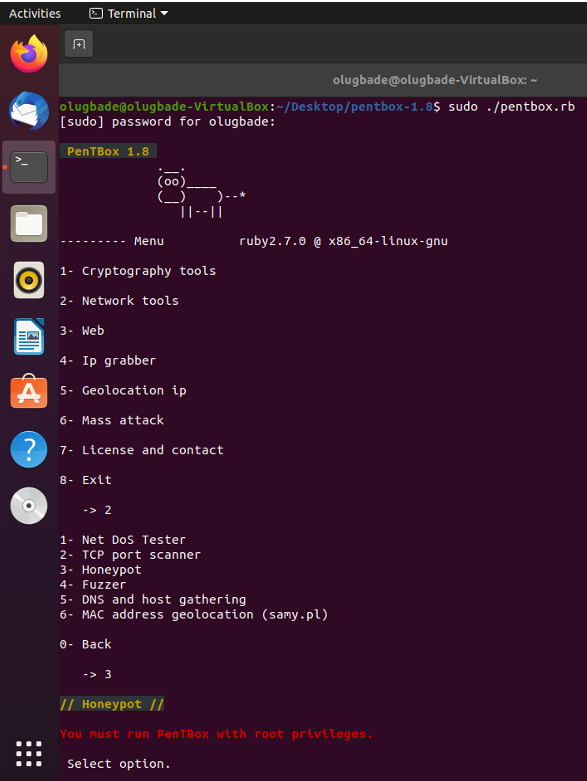 Activities
Terminal
olugbade@olugbade-VirtualBox: ~
olugbade@olugbade-VirtualBox:~/Desktop/pentbox-1.8$ sudo ./pentbox.rb
[sudo] password for olugbade:
PenTBox 1.8
.__.
(oo)____
(__)    )--*
||--||
--------- Menu          ruby2.7.0 @ x86_64-linux-gnu
1- Cryptography tools
2- Network tools
3- Web
4- Ip grabber
5- Geolocation ip
6- Mass attack
7- License and contact
8- Exit
-> 2
1- Net DoS Tester
2- TCP port scanner
3- Honeypot
4- Fuzzer
5- DNS and host gathering
6- MAC address geolocation (samy.pl)
0- Back
-> 3
// Honeypot //
You must run PenTBox with root privileges.
Select option.